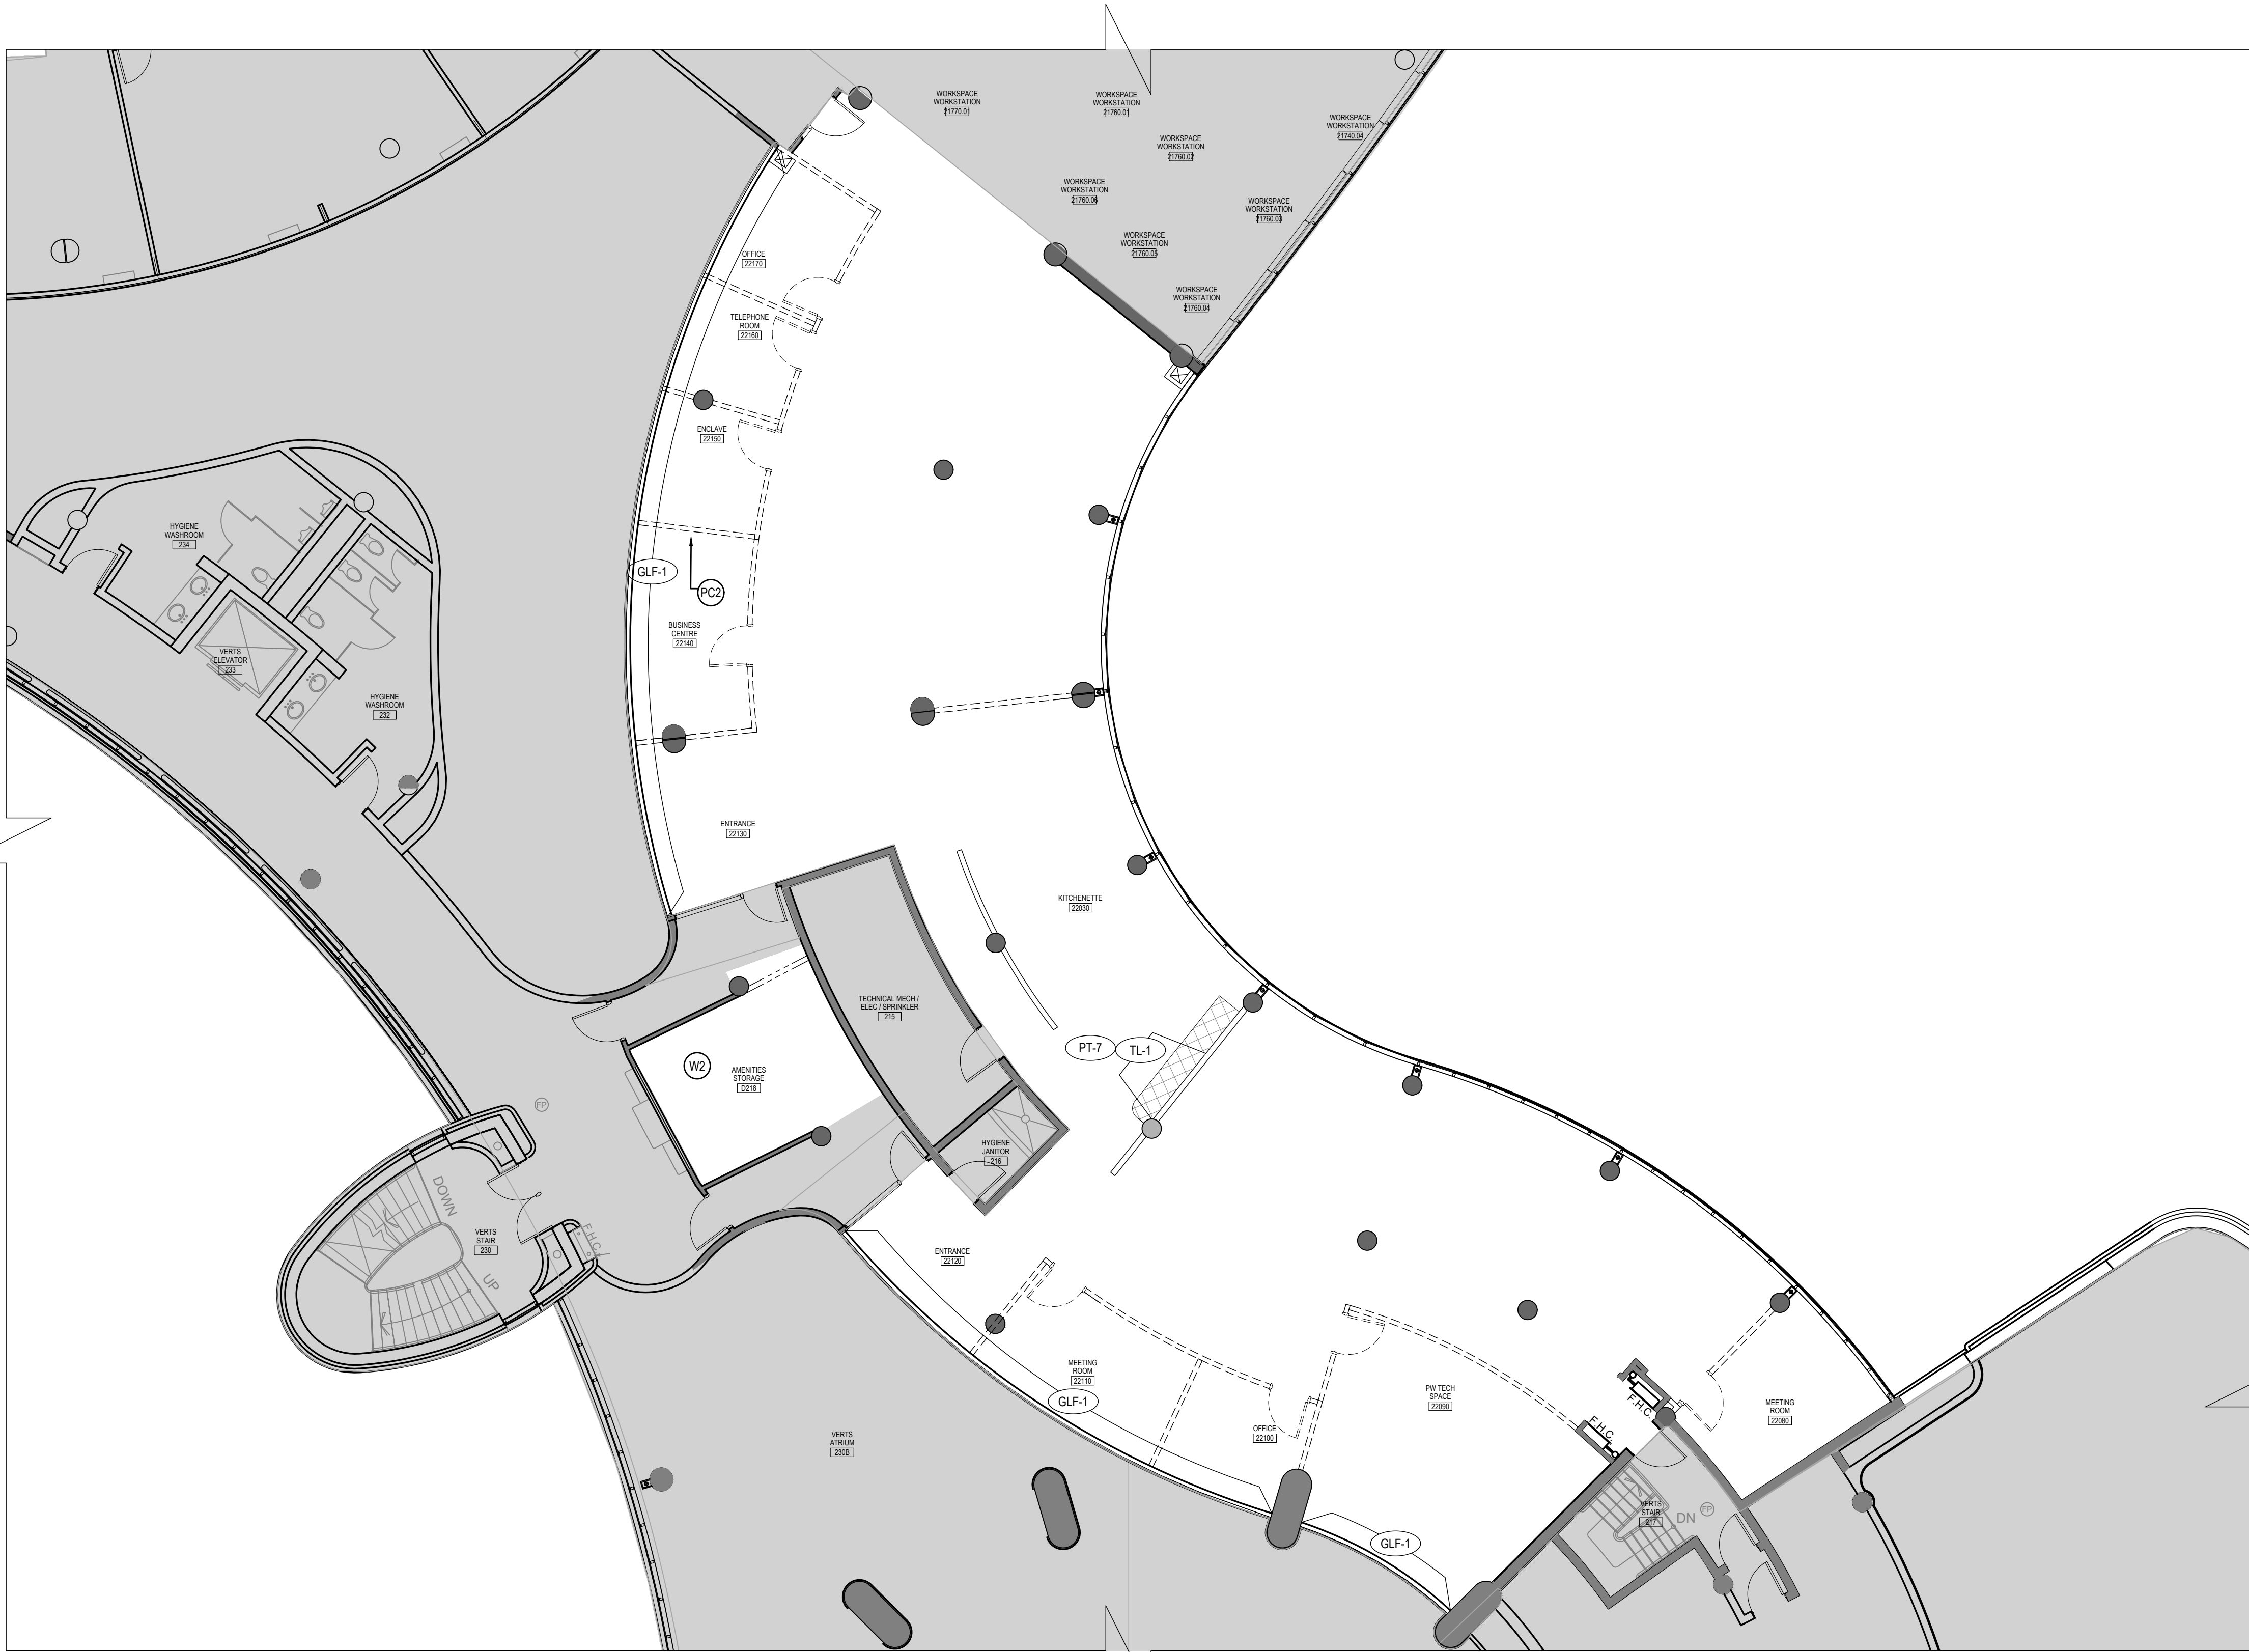 WORKSPACE
WORKSTATION
21770.01
WORKSPACE
WORKSTATION
21760.01
WORKSPACE
WORKSTATION
21740.04
WORKSPACE
WORKSTATION
21760.02
WORKSPACE
WORKSTATION
21760.06
WORKSPACE
WORKSTATION
21760.03
WORKSPACE
WORKSTATION
21760.05
OFFICE
22170
WORKSPACE
WORKSTATION
21760.04
TELEPHONE
ROOM
22160
ENCLAVE
22150
HYGIENE
WASHROOM
234
GLF-1
PC2
BUSINESS
CENTRE
22140
VERTS
ELEVATOR
233
HYGIENE
WASHROOM
232
ENTRANCE
22130
KITCHENETTE
22030
TECHNICAL MECH /
ELEC / SPRINKLER
215
PT-7
TL-1
W2
AMENITIES
STORAGE
D218
FP
HYGIENE
JANITOR
216
DOWN
VERTS
STAIR
230
F.H.C.
UP
ENTRANCE
22120
MEETING
ROOM
22110
GLF-1
PW TECH
SPACE
22090
F.H.C.
MEETING
ROOM
22080
OFFICE
22100
F.H.C.
VERTS
ATRIUM
230B
VERTS
STAIR
217
FP
DN
GLF-1